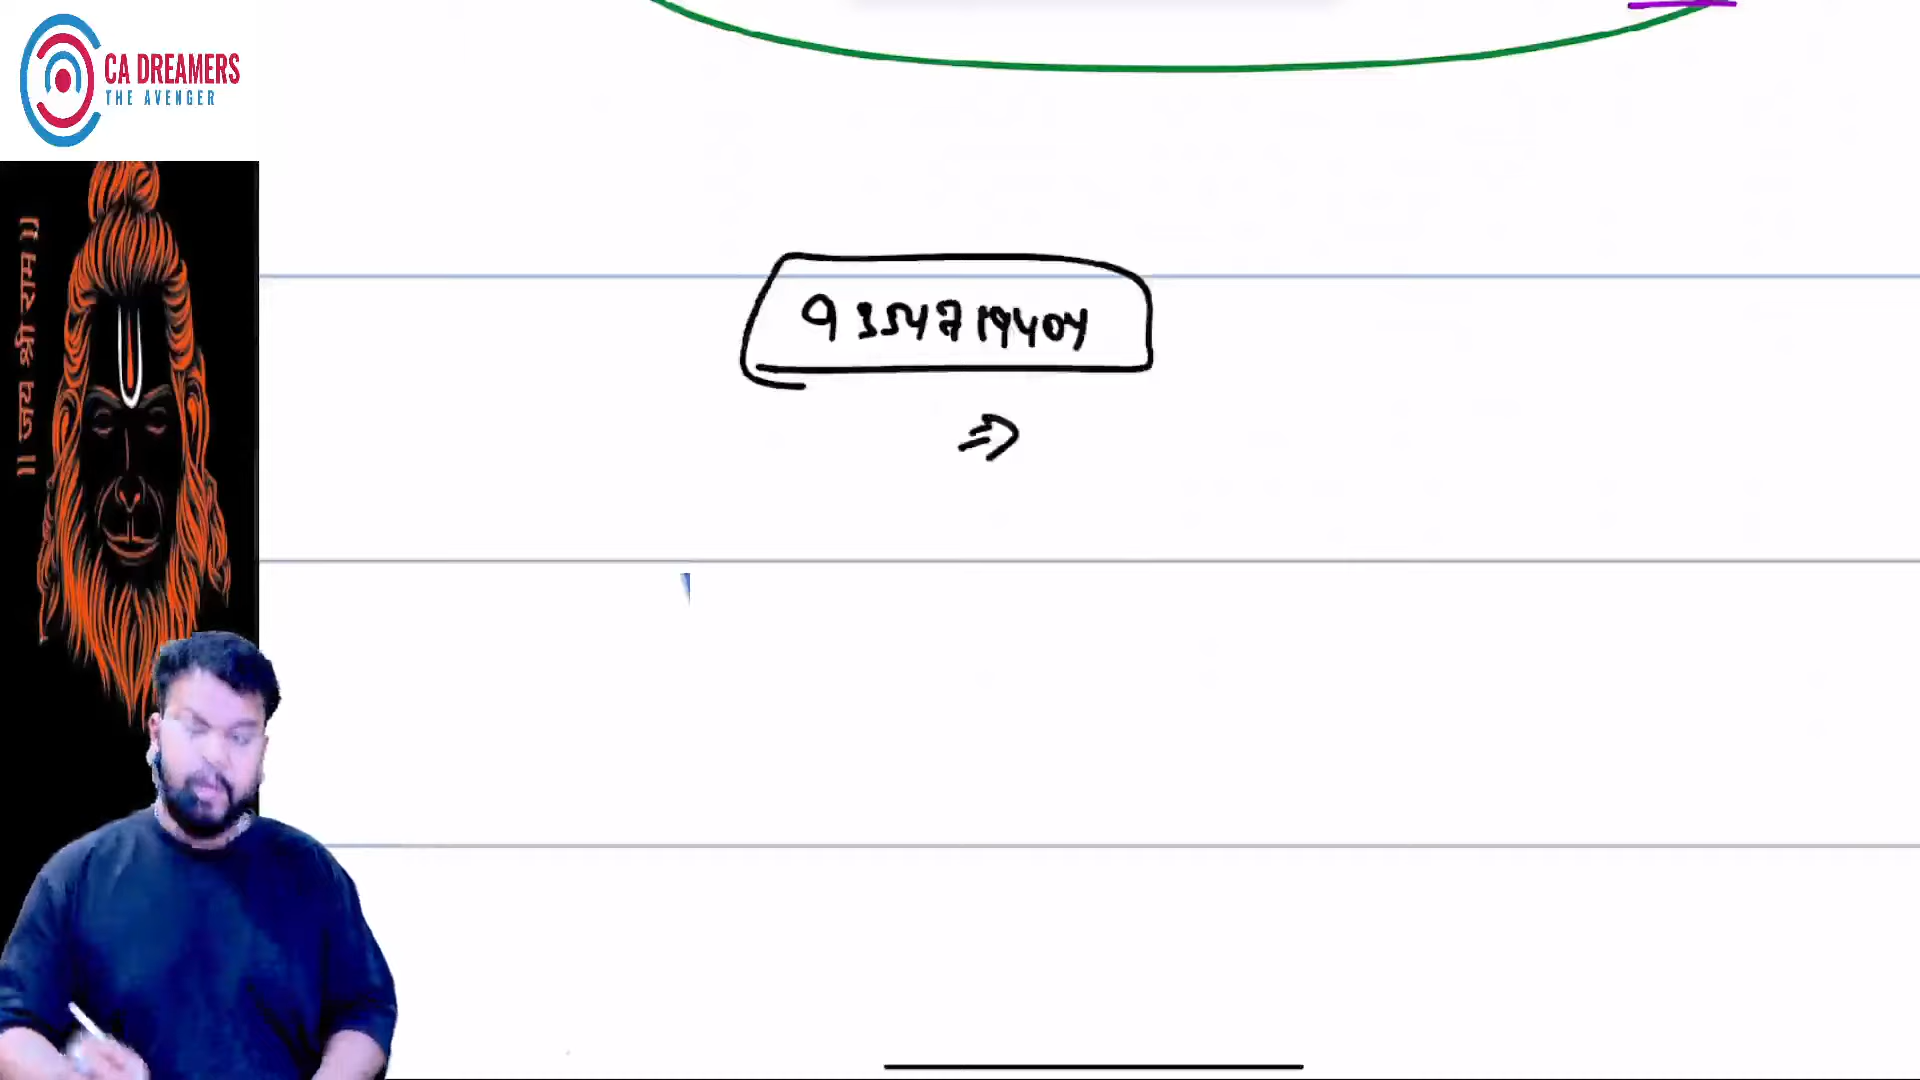 CA DREAMERS
THE AVENGER
॥ जय श्री राम ॥
9354719404
⇒